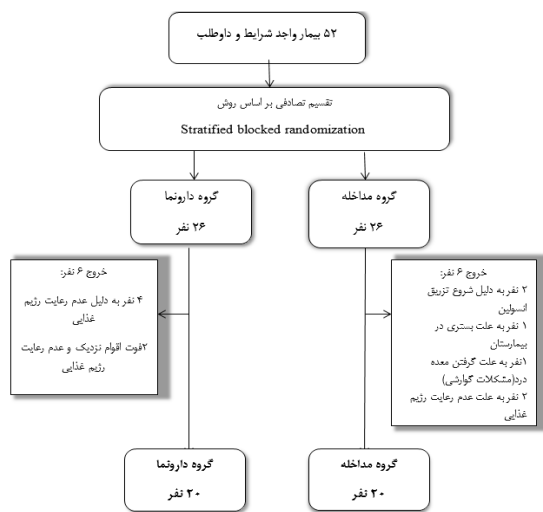 ۵۲ بیمار واجد شرایط و داوطلب
تقسیم تصادفی بر اساس روش
Stratified blocked randomization
گروه مداخله
۲۶ نفر
گروه دارونما
۲۶ نفر
خروج ۶ نفر:
۲ نفر به دلیل شروع تزریق
انسولین
۱ نفر به علت بستری در
بیمارستان
۱نفر به علت گرفتن معده
درد(مشکلات گوارشی)
۲ نفر به علت عدم رعایت رژیم
غذایی
خروج ۶ نفر:
۴ نفر به دلیل عدم رعایت رژیم
غذایی
۲فوت اقوام نزدیک و عدم رعایت
رژیم غذایی
گروه مداخله
۲۰ نفر
گروه دارونما
۲۰ نفر